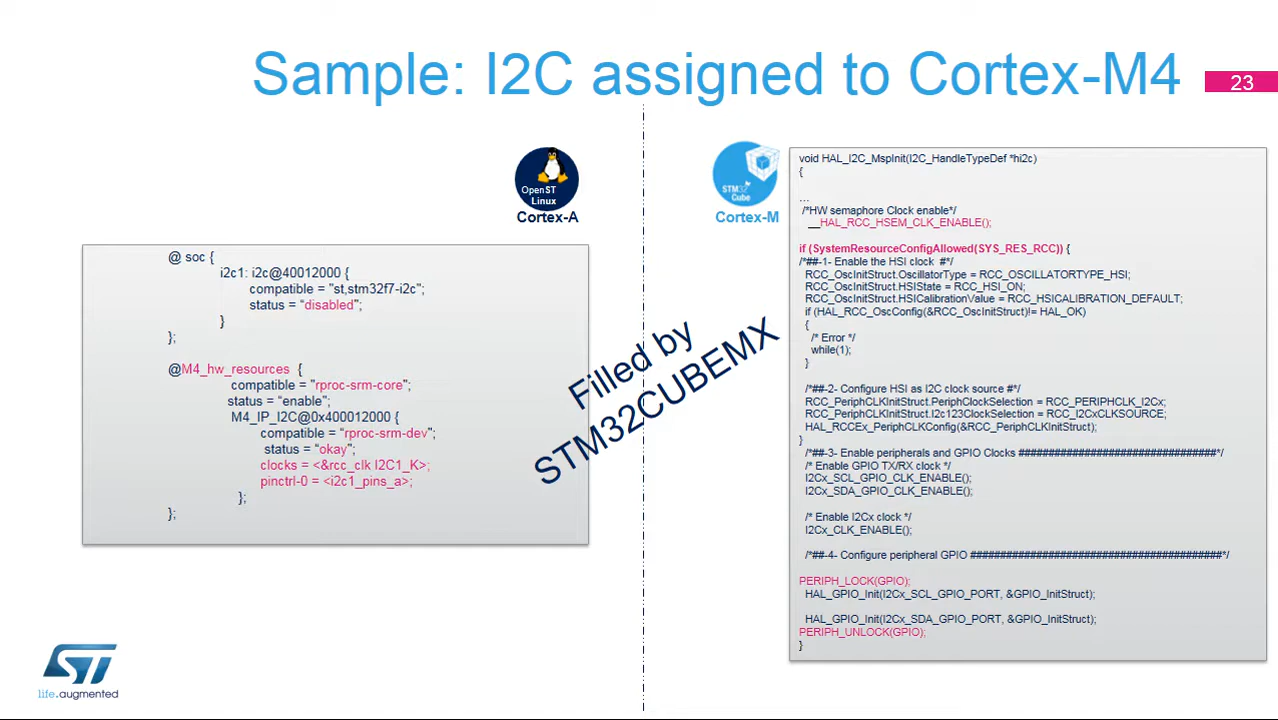 Sample: I2C assigned to Cortex-M4
23
OpenST
Linux
Cortex-A
@ soc {
i2c1: i2c@40012000 {
compatible = "st,stm32f7-i2c";
status = “disabled”;
}
};
@M4_hw_resources {
compatible = "rproc-srm-core";
status = “enable”;
M4_IP_I2C@0x400012000 {
compatible = “rproc-srm-dev”;
status = “okay”;
clocks = <&rcc_clk I2C1_K>;
pinctrl-0 = <i2c1_pins_a>;
};
};
Filled by
STM32CUBEMX
STM32
Cube
Cortex-M
void HAL_I2C_MspInit(I2C_HandleTypeDef *hi2c)
{
...
/*HW semaphore Clock enable*/
__HAL_RCC_HSEM_CLK_ENABLE();
if (SystemResourceConfigAllowed(SYS_RES_RCC)) {
/*##-1- Enable the HSI clock #*/
RCC_OscInitStruct.OscillatorType = RCC_OSCILLATORTYPE_HSI;
RCC_OscInitStruct.HSIState = RCC_HSI_ON;
RCC_OscInitStruct.HSICalibrationValue = RCC_HSICALIBRATION_DEFAULT;
if (HAL_RCC_OscConfig(&RCC_OscInitStruct)!= HAL_OK)
{
/* Error */
while(1);
}
/*##-2- Configure HSI as I2C clock source #*/
RCC_PeriphCLKInitStruct.PeriphClockSelection = RCC_PERIPHCLK_I2Cx;
RCC_PeriphCLKInitStruct.I2c123ClockSelection = RCC_I2CxCLKSOURCE;
HAL_RCCEx_PeriphCLKConfig(&RCC_PeriphCLKInitStruct);
}
/*##-3- Enable peripherals and GPIO Clocks #################################*/
/* Enable GPIO TX/RX clock */
I2Cx_SCL_GPIO_CLK_ENABLE();
I2Cx_SDA_GPIO_CLK_ENABLE();
/* Enable I2Cx clock */
I2Cx_CLK_ENABLE();
/*##-4- Configure peripheral GPIO ##########################################*/
PERIPH_LOCK(GPIO);
HAL_GPIO_Init(I2Cx_SCL_GPIO_PORT, &GPIO_InitStruct);
HAL_GPIO_Init(I2Cx_SDA_GPIO_PORT, &GPIO_InitStruct);
PERIPH_UNLOCK(GPIO);
}
ST
life.augmented